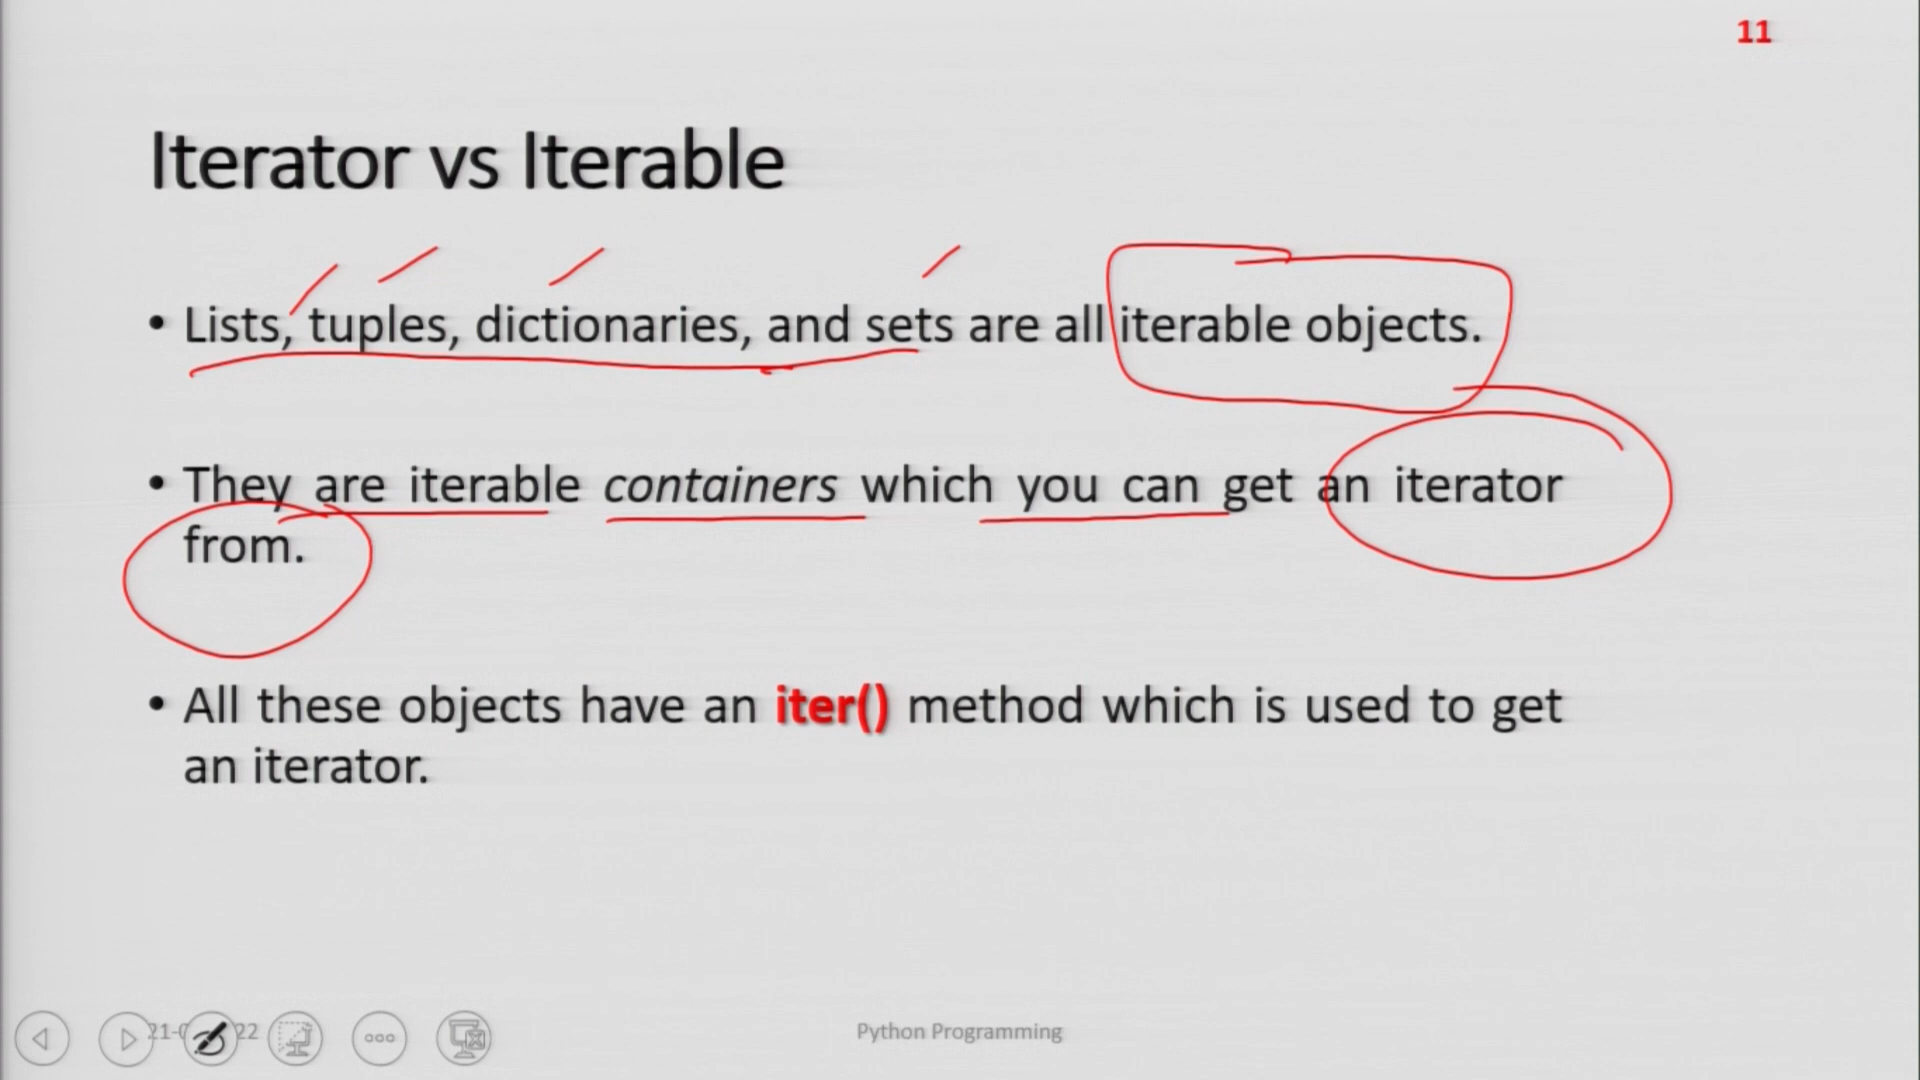 11
Iterator vs Iterable
• Lists, tuples, dictionaries, and sets are all iterable objects.
• They are iterable containers which you can get an iterator
from.
• All these objects have an iter() method which is used to get
an iterator.
Python Programming